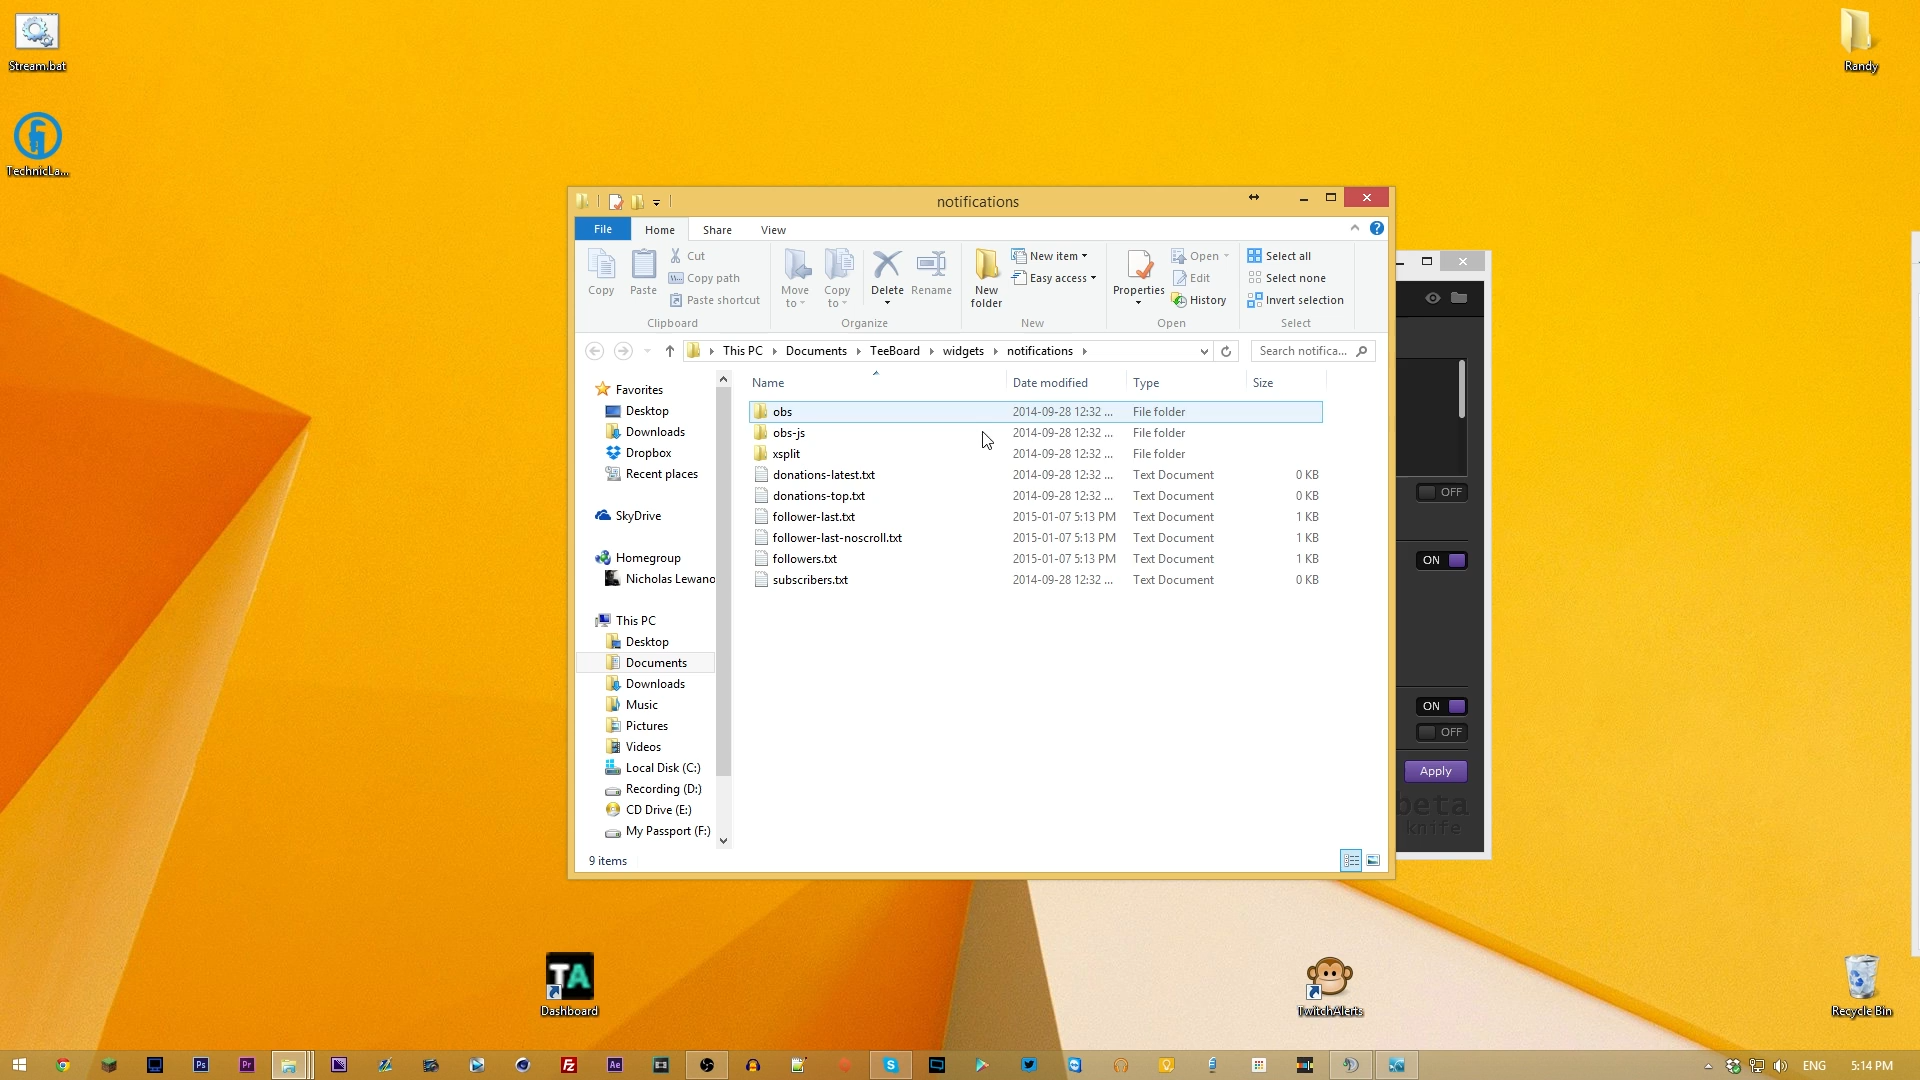 Stream.bat
TechnicLa...
Randy
notifications
File Home Share View
Copy
Paste
Cut
Copy path
Paste shortcut
Clipboard
Move to
Copy to
Delete
Rename
Organize
New folder
New item
Easy access
New
Properties
Open
Edit
History
Open
Select all
Select none
Invert selection
Select
This PC Documents TeeBoard widgets notifications
Search notifica...
Favorites
Desktop
Downloads
Dropbox
Recent places
SkyDrive
Homegroup
Nicholas Lewano
This PC
Desktop
Documents
Downloads
Music
Pictures
Videos
Local Disk (C:)
Recording (D:)
CD Drive (E:)
My Passport (F:)
Name Date modified Type Size
obs 2014-09-28 12:32 ... File folder
obs-js 2014-09-28 12:32 ... File folder
xsplit 2014-09-28 12:32 ... File folder
donations-latest.txt 2014-09-28 12:32 ... Text Document 0 KB
donations-top.txt 2014-09-28 12:32 ... Text Document 0 KB
follower-last.txt 2015-01-07 5:13 PM Text Document 1 KB
follower-last-noscroll.txt 2015-01-07 5:13 PM Text Document 1 KB
followers.txt 2015-01-07 5:13 PM Text Document 1 KB
subscribers.txt 2014-09-28 12:32 ... Text Document 0 KB
9 items
OFF
ON
ON
OFF
Apply
beta
knife
TA
Dashboard
TwitchAlerts
Recycle Bin
Ps
Pr
Fz
Ae
ENG
5:14 PM